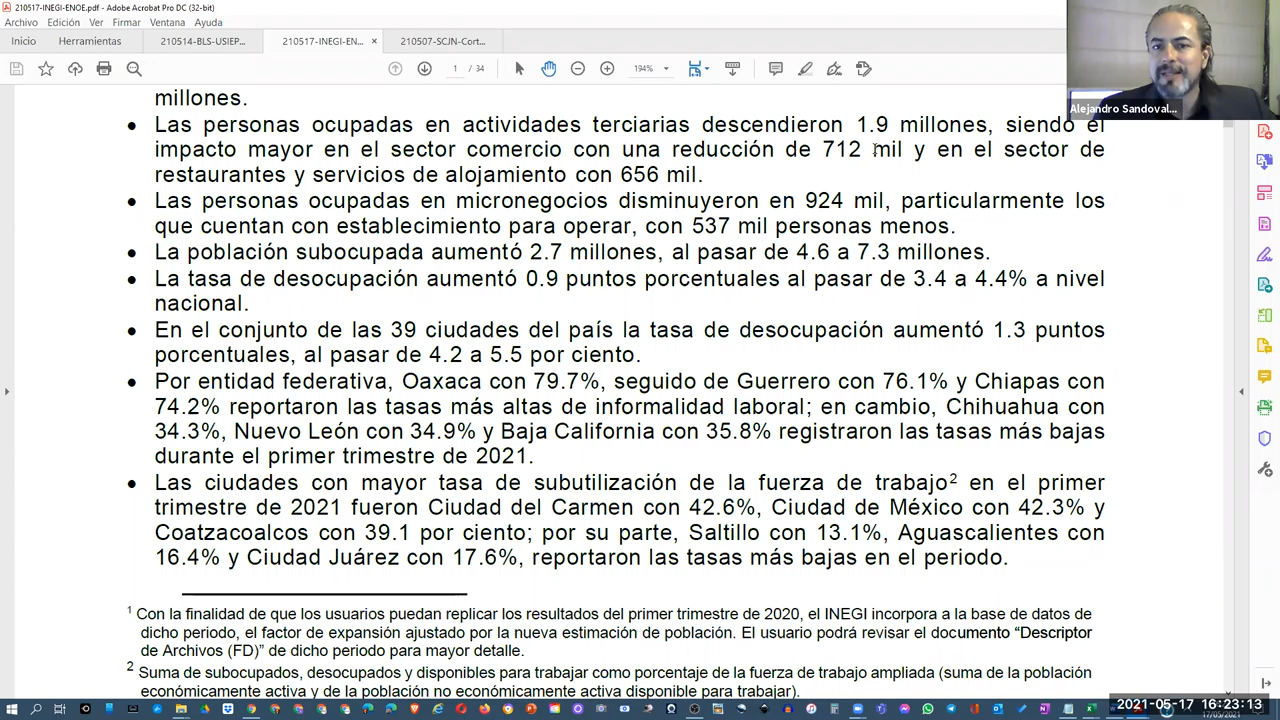 210517-INEGI-ENOE.pdf - Adobe Acrobat Pro DC (32-bit)
Archivo Edición Ver Firmar Ventana Ayuda
Inicio Herramientas 210514-BLS-USIEP... 210517-INEGI-EN... × 210507-SCJN-Cort...
1 / 34 194%
Alejandro Sandoval...
millones.
• Las personas ocupadas en actividades terciarias descendieron 1.9 millones, siendo el
impacto mayor en el sector comercio con una reducción de 712 mil y en el sector de
restaurantes y servicios de alojamiento con 656 mil.
• Las personas ocupadas en micronegocios disminuyeron en 924 mil, particularmente los
que cuentan con establecimiento para operar, con 537 mil personas menos.
• La población subocupada aumentó 2.7 millones, al pasar de 4.6 a 7.3 millones.
• La tasa de desocupación aumentó 0.9 puntos porcentuales al pasar de 3.4 a 4.4% a nivel
nacional.
• En el conjunto de las 39 ciudades del país la tasa de desocupación aumentó 1.3 puntos
porcentuales, al pasar de 4.2 a 5.5 por ciento.
• Por entidad federativa, Oaxaca con 79.7%, seguido de Guerrero con 76.1% y Chiapas con
74.2% reportaron las tasas más altas de informalidad laboral; en cambio, Chihuahua con
34.3%, Nuevo León con 34.9% y Baja California con 35.8% registraron las tasas más bajas
durante el primer trimestre de 2021.
• Las ciudades con mayor tasa de subutilización de la fuerza de trabajo² en el primer
trimestre de 2021 fueron Ciudad del Carmen con 42.6%, Ciudad de México con 42.3% y
Coatzacoalcos con 39.1 por ciento; por su parte, Saltillo con 13.1%, Aguascalientes con
16.4% y Ciudad Juárez con 17.6%, reportaron las tasas más bajas en el periodo.
¹ Con la finalidad de que los usuarios puedan replicar los resultados del primer trimestre de 2020, el INEGI incorpora a la base de datos de
dicho periodo, el factor de expansión ajustado por la nueva estimación de población. El usuario podrá revisar el documento “Descriptor
de Archivos (FD)” de dicho periodo para mayor detalle.
² Suma de subocupados, desocupados y disponibles para trabajar como porcentaje de la fuerza de trabajo ampliada (suma de la población
económicamente activa y de la población no económicamente activa disponible para trabajar).
2021-05-17 16:23:13
17/05/2021